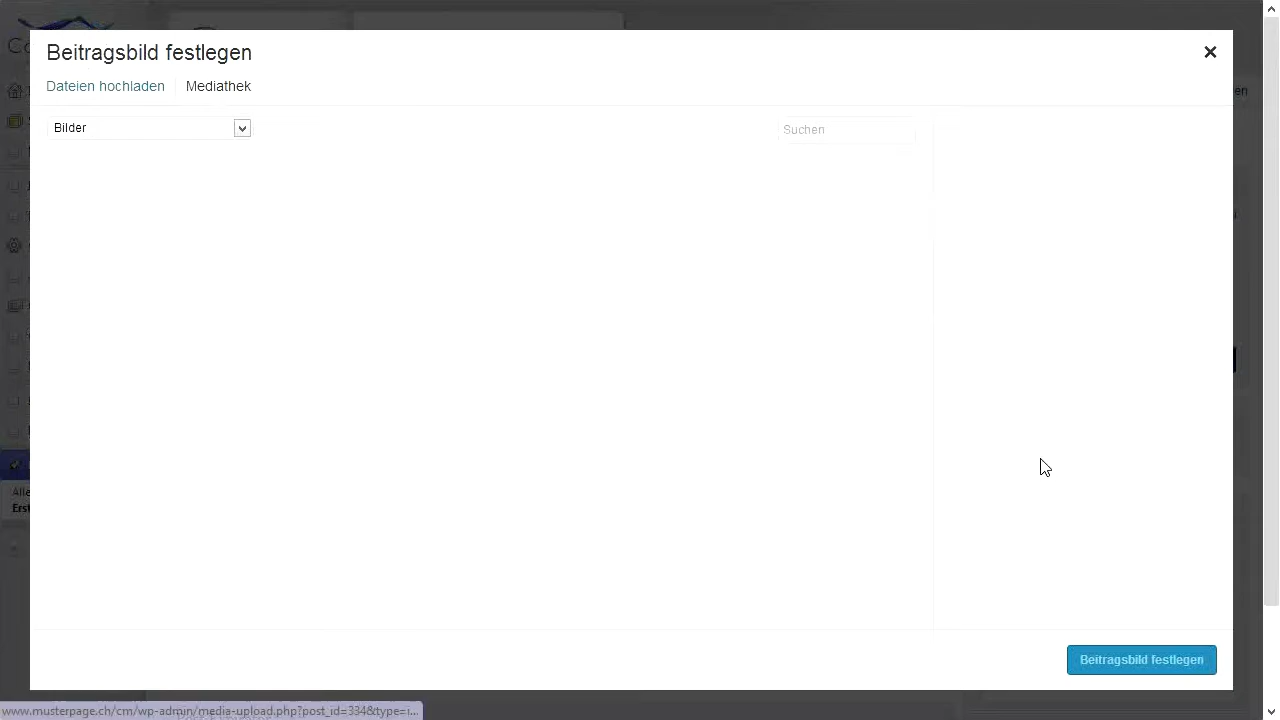 Beitragsbild festlegen
Dateien hochladen
Mediathek
Bilder
Suchen
Beitragsbild festlegen
www.musterpage.ch/cm/wp-admin/media-upload.php?post_id=334&type=i...